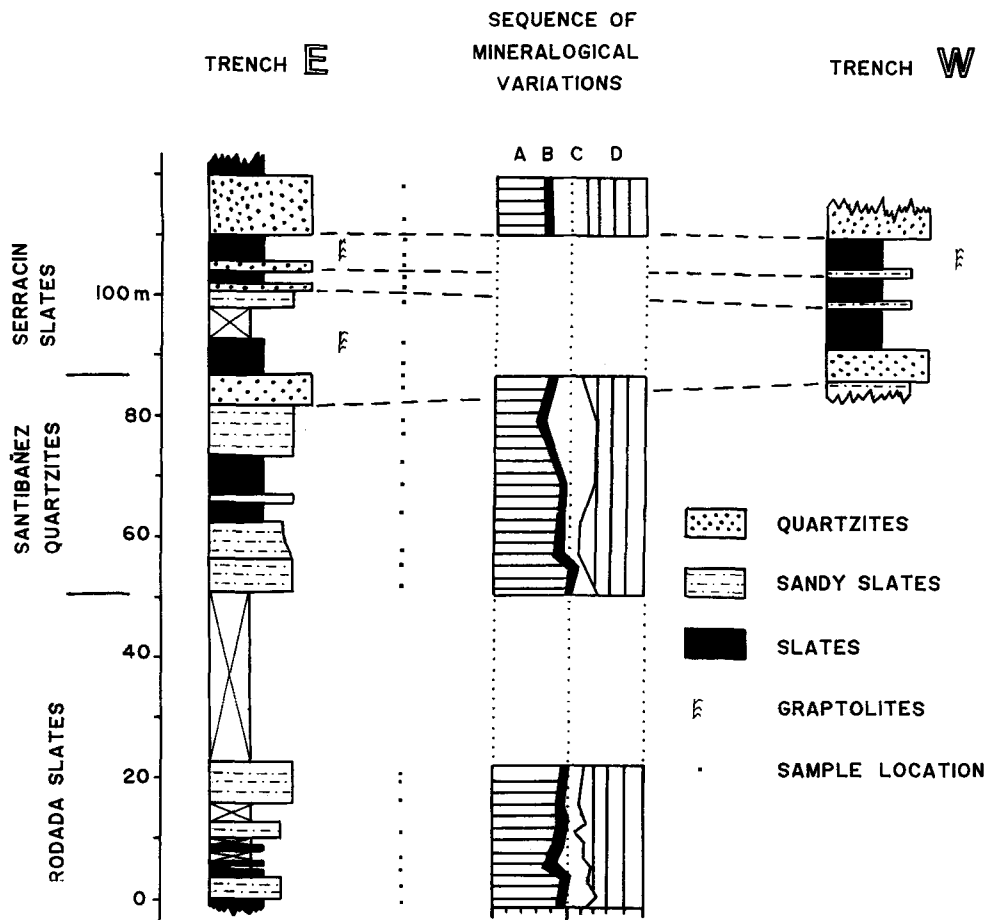 SEQUENCE OF
MINERALOGICAL
VARIATIONS
TRENCH E
TRENCH W
A B C D
SERRACIN
SLATES
SANTIBAÑEZ
QUARTZITES
RODADA SLATES
100 m
80
60
40
20
0
QUARTZITES
SANDY SLATES
SLATES
GRAPTOLITES
SAMPLE LOCATION